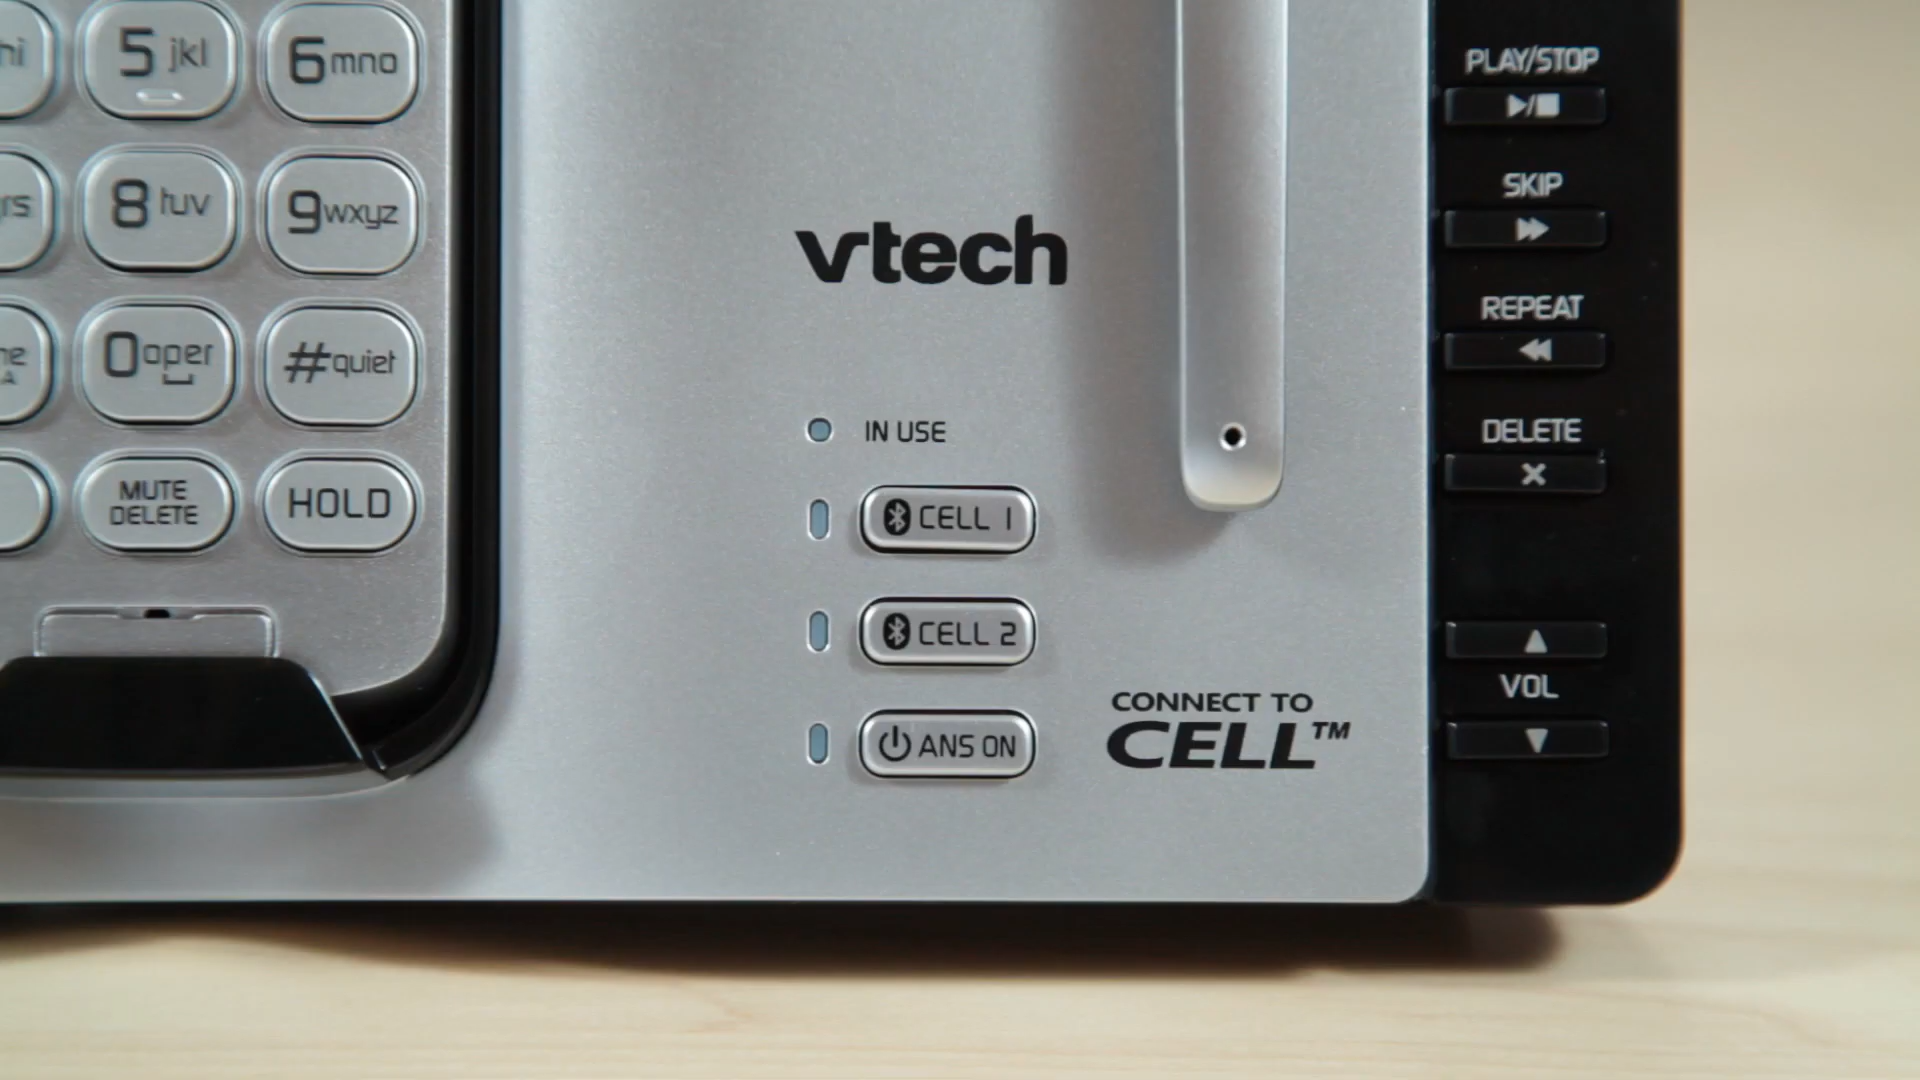 5 jkl
6 mno
8 tuv
9 wxyz
0 oper
# quiet
MUTE
DELETE
HOLD
vtech
IN USE
CELL 1
CELL 2
ANS ON
CONNECT TO
CELL™
PLAY/STOP
SKIP
REPEAT
DELETE
VOL